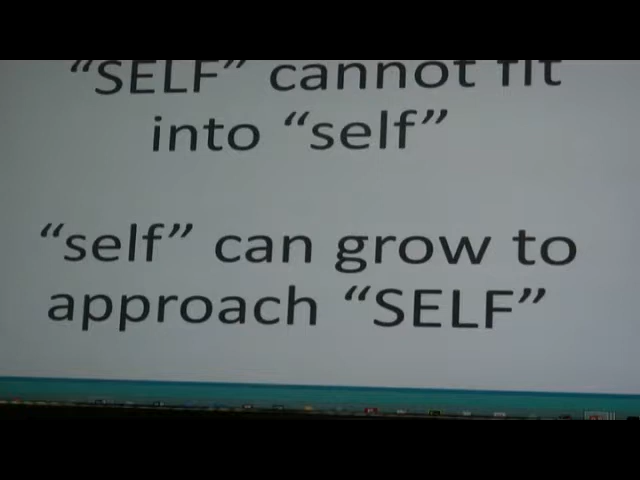 “SELF” cannot fit
into “self”
“self” can grow to
approach “SELF”